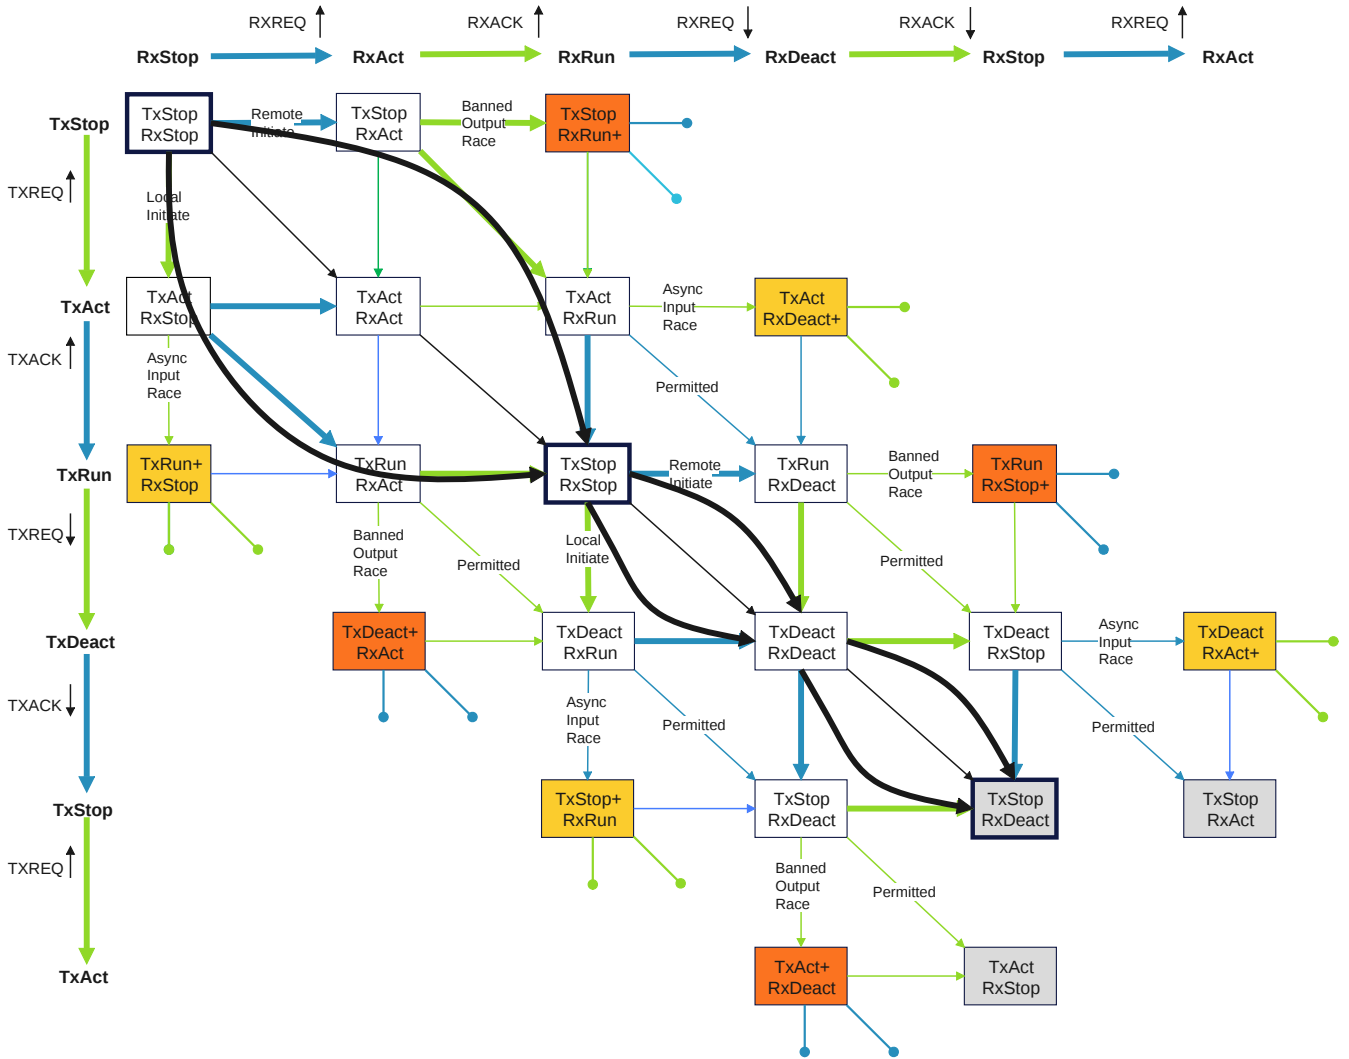 RXREQ
RXACK
RXREQ
RXACK
RXREQ
RxStop
RxAct
RxRun
RxDeact
RxStop
RxAct
TxStop
TxStop
RxStop
Remote
Initiate
TxStop
RxAct
Banned
Output
Race
TxStop
RxRun+
TXREQ
Local
Initiate
TxAct
TxAct
RxStop
TxAct
RxAct
TxAct
RxRun
Async
Input
Race
TxAct
RxDeact+
TXACK
Async
Input
Race
Permitted
TxRun
TxRun+
RxStop
TxRun
RxAct
TxStop
RxStop
Remote
Initiate
TxRun
RxDeact
Banned
Output
Race
TxRun
RxStop+
TXREQ
Banned
Output
Race
Permitted
Local
Initiate
Permitted
TxDeact
TxDeact+
RxAct
TxDeact
RxRun
TxDeact
RxDeact
TxDeact
RxStop
Async
Input
Race
TxDeact
RxAct+
TXACK
Async
Input
Race
Permitted
Permitted
TxStop
TxStop+
RxRun
TxStop
RxDeact
TxStop
RxDeact
TxStop
RxAct
TXREQ
Banned
Output
Race
Permitted
TxAct
TxAct+
RxDeact
TxAct
RxStop